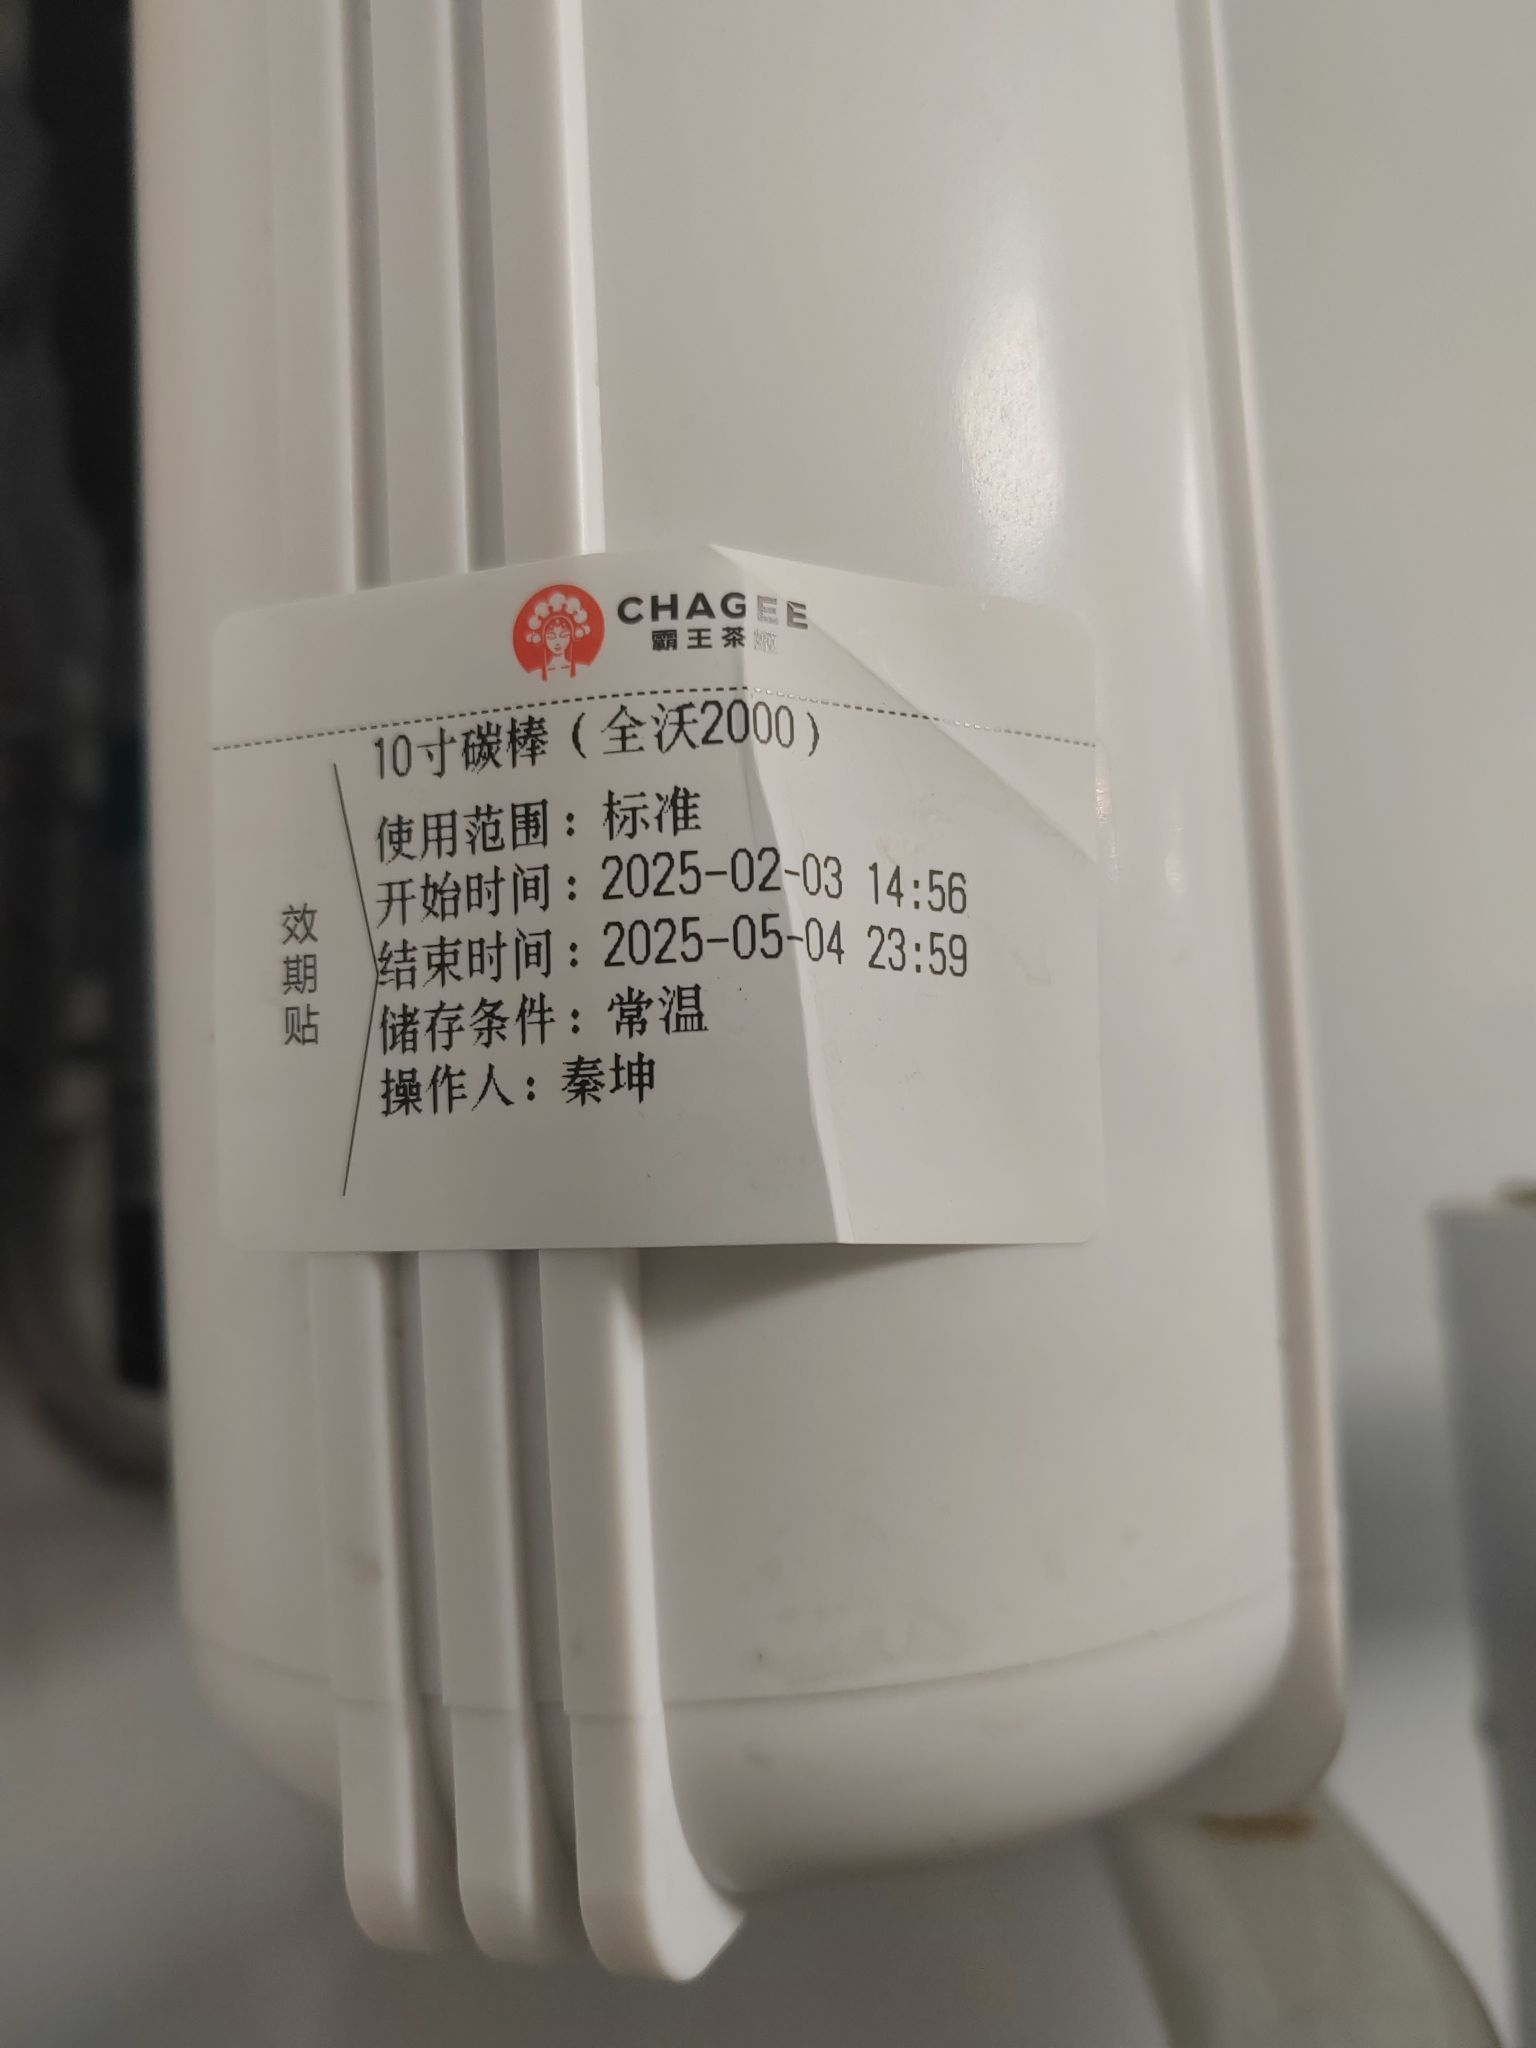 CHAGEE
霸王茶姬
10寸碳棒（全沃2000）
使用范围：标准
开始时间：2025-02-03 14:56
结束时间：2025-05-04 23:59
储存条件：常温
操作人：秦坤
效期贴